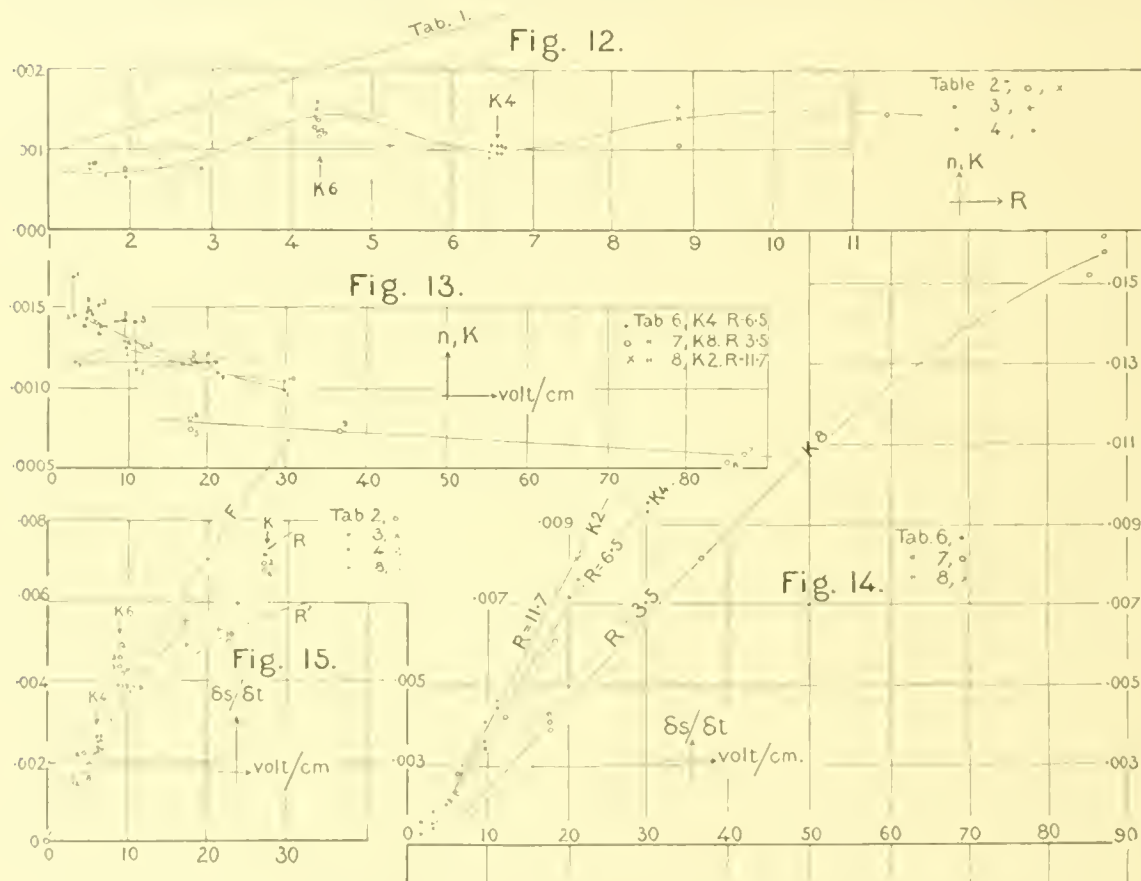 Tab. 1.
Fig. 12.
·002
·001
·000
K6
K4
Table 2; o, x
" 3, +
" 4, •
n, K
R
1 2 3 4 5 6 7 8 9 10 11
Fig. 13.
·0015
·0010
·0005
n, K
volt/cm
• Tab 6, K4 R·6·5
o " 7, K8. R 3·5
x " 8, K2. R=11·7
0 10 20 30 40 50 60 70 80
Fig. 15.
·008
·006
·004
·002
0
F
K6
K4
K
R
R'
Tab 2, o
3, x
4
8
δs/δt
volt/cm
0 10 20 30
Fig. 14.
·015
·013
·011
·009
·007
·005
·003
·009
·007
·005
·003
K2
R=11·7
K4
R=6·5
K8
R 3·5
Tab. 6, •
" 7, o
" 8
δs/δt
volt/cm.
0 10 20 30 40 50 60 70 80 90